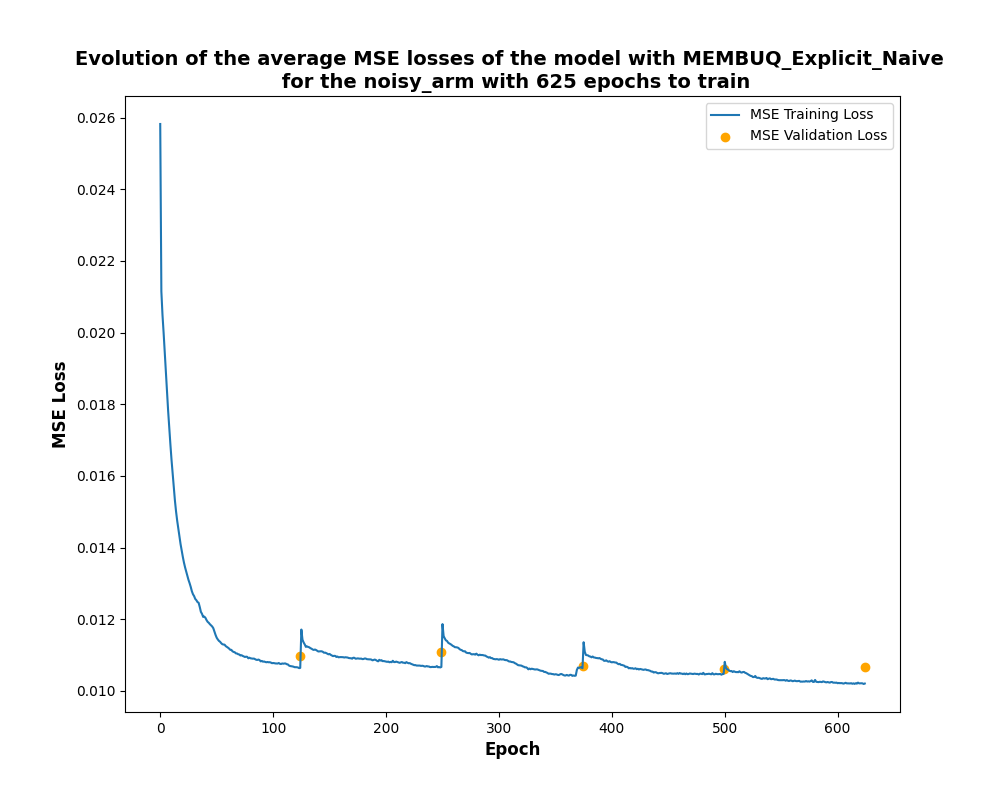 Evolution of the average MSE losses of the model with MEMBUQ_Explicit_Naive
for the noisy_arm with 625 epochs to train
MSE Training Loss
MSE Validation Loss
0.026
0.024
0.022
0.020
0.018
0.016
0.014
0.012
0.010
MSE Loss
0 100 200 300 400 500 600
Epoch